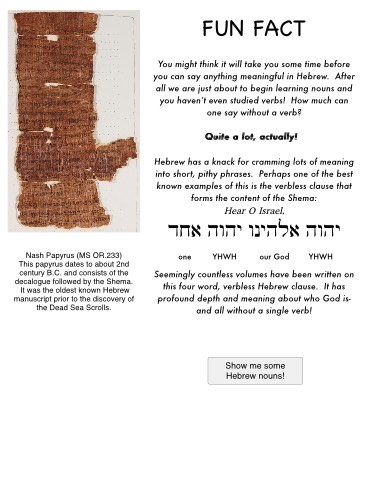 FUN FACT
You might think it will take you some time before
you can say anything meaningful in Hebrew. After
all we are just about to begin learning nouns and
you haven't even studied verbs! How much can
one say without a verb?
Quite a lot, actually!
Hebrew has a knack for cramming lots of meaning
into short, pithy phrases. Perhaps one of the best
known examples of this is the verbless clause that
forms the content of the Shema:
Hear O Israel.
יהוה אלהינו יהוה אחד
one YHWH our God YHWH
Seemingly countless volumes have been written on
this four word, verbless Hebrew clause. It has
profound depth and meaning about who God is-
and all without a single verb!
Nash Papyrus (MS OR.233)
This papyrus dates to about 2nd
century B.C. and consists of the
decalogue followed by the Shema.
It was the oldest known Hebrew
manuscript prior to the discovery of
the Dead Sea Scrolls.
Show me some
Hebrew nouns!